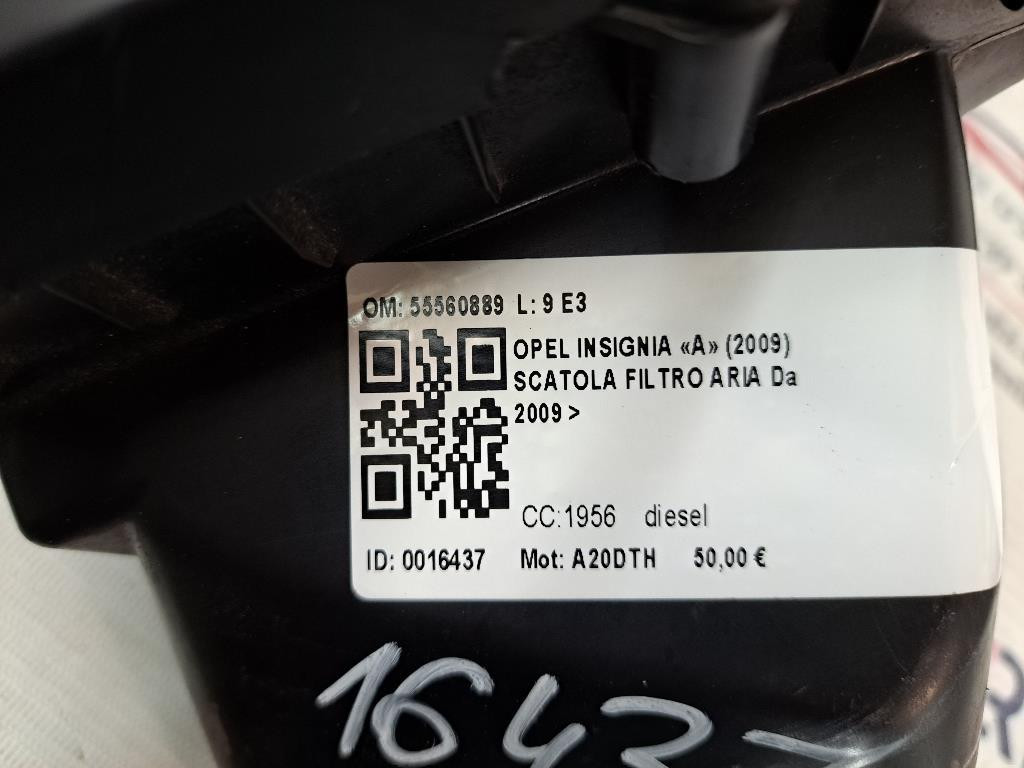 OM: 55560889 L: 9 E3
OPEL INSIGNIA «A» (2009)
SCATOLA FILTRO ARIA Da
2009 >
CC:1956 diesel
ID: 0016437 Mot: A20DTH 50,00 €
16437